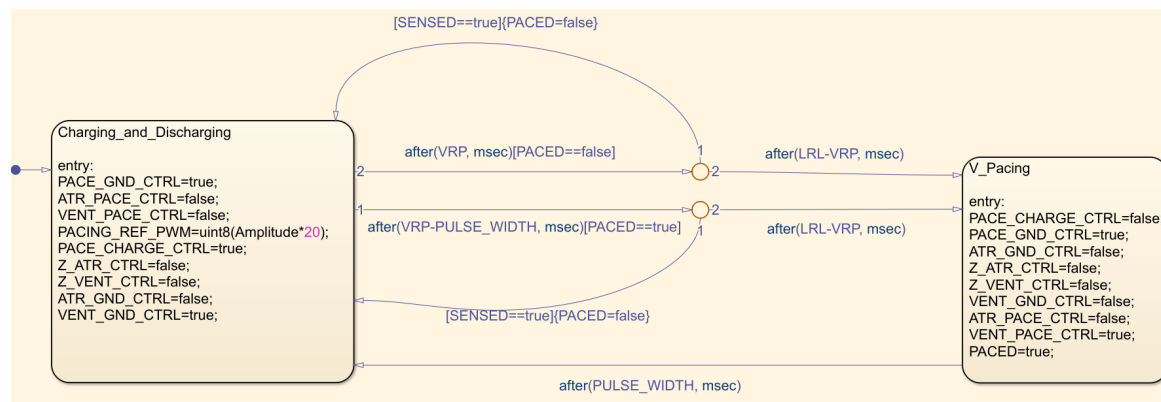 [SENSED==true]{PACED=false}
Charging_and_Discharging
entry:
PACE_GND_CTRL=true;
ATR_PACE_CTRL=false;
VENT_PACE_CTRL=false;
PACING_REF_PWM=uint8(Amplitude*20);
PACE_CHARGE_CTRL=true;
Z_ATR_CTRL=false;
Z_VENT_CTRL=false;
ATR_GND_CTRL=false;
VENT_GND_CTRL=true;
2
after(VRP, msec)[PACED==false]
1
2
after(LRL-VRP, msec)
1
after(VRP-PULSE_WIDTH, msec)[PACED==true]
2
1
after(LRL-VRP, msec)
[SENSED==true]{PACED=false}
V_Pacing
entry:
PACE_CHARGE_CTRL=false
PACE_GND_CTRL=true;
ATR_GND_CTRL=false;
Z_ATR_CTRL=false;
Z_VENT_CTRL=false;
VENT_GND_CTRL=false;
ATR_PACE_CTRL=false;
VENT_PACE_CTRL=true;
PACED=true;
after(PULSE_WIDTH, msec)